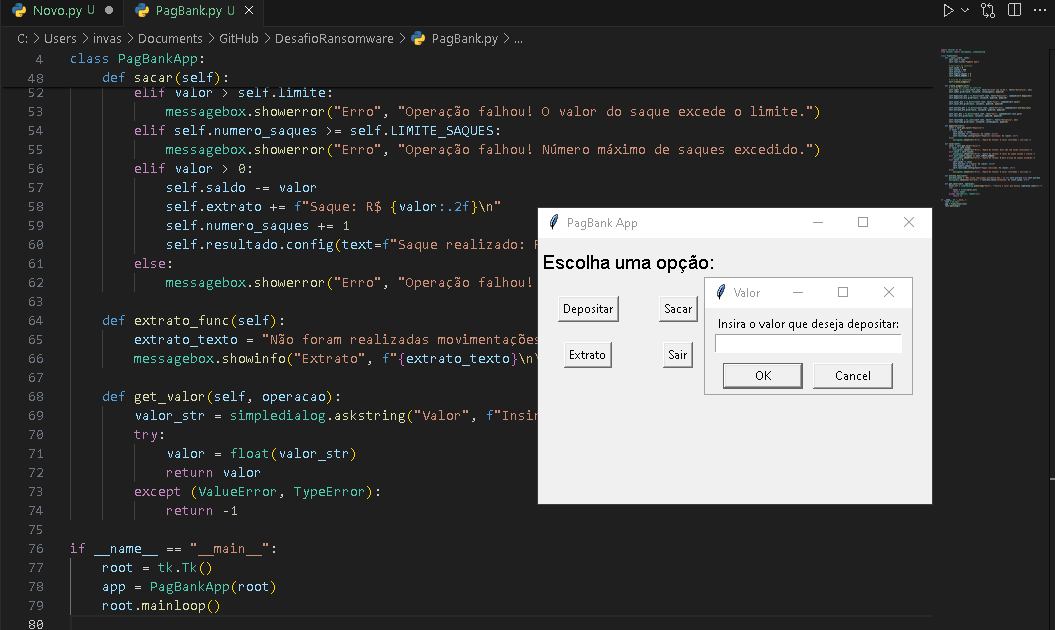 Novo.py U
PagBank.py U
C: > Users > invas > Documents > GitHub > DesafioRansomware > PagBank.py > ...
4 class PagBankApp:
48 def sacar(self):
52 elif valor > self.limite:
53 messagebox.showerror("Erro", "Operação falhou! O valor do saque excede o limite.")
54 elif self.numero_saques >= self.LIMITE_SAQUES:
55 messagebox.showerror("Erro", "Operação falhou! Número máximo de saques excedido.")
56 elif valor > 0:
57 self.saldo -= valor
58 self.extrato += f"Saque: R$ {valor:.2f}\n"
59 self.numero_saques += 1
60 self.resultado.config(text=f"Saque realizado:
61 else:
62 messagebox.showerror("Erro", "Operação falhou!
63
64 def extrato_func(self):
65 extrato_texto = "Não foram realizadas movimentações
66 messagebox.showinfo("Extrato", f"{extrato_texto}\n\
67
68 def get_valor(self, operacao):
69 valor_str = simpledialog.askstring("Valor", f"Insir
70 try:
71 valor = float(valor_str)
72 return valor
73 except (ValueError, TypeError):
74 return -1
75
76 if __name__ == "__main__":
77 root = tk.Tk()
78 app = PagBankApp(root)
79 root.mainloop()
80
PagBank App
Escolha uma opção:
Depositar
Sacar
Extrato
Sair
Valor
Insira o valor que deseja depositar:
OK
Cancel